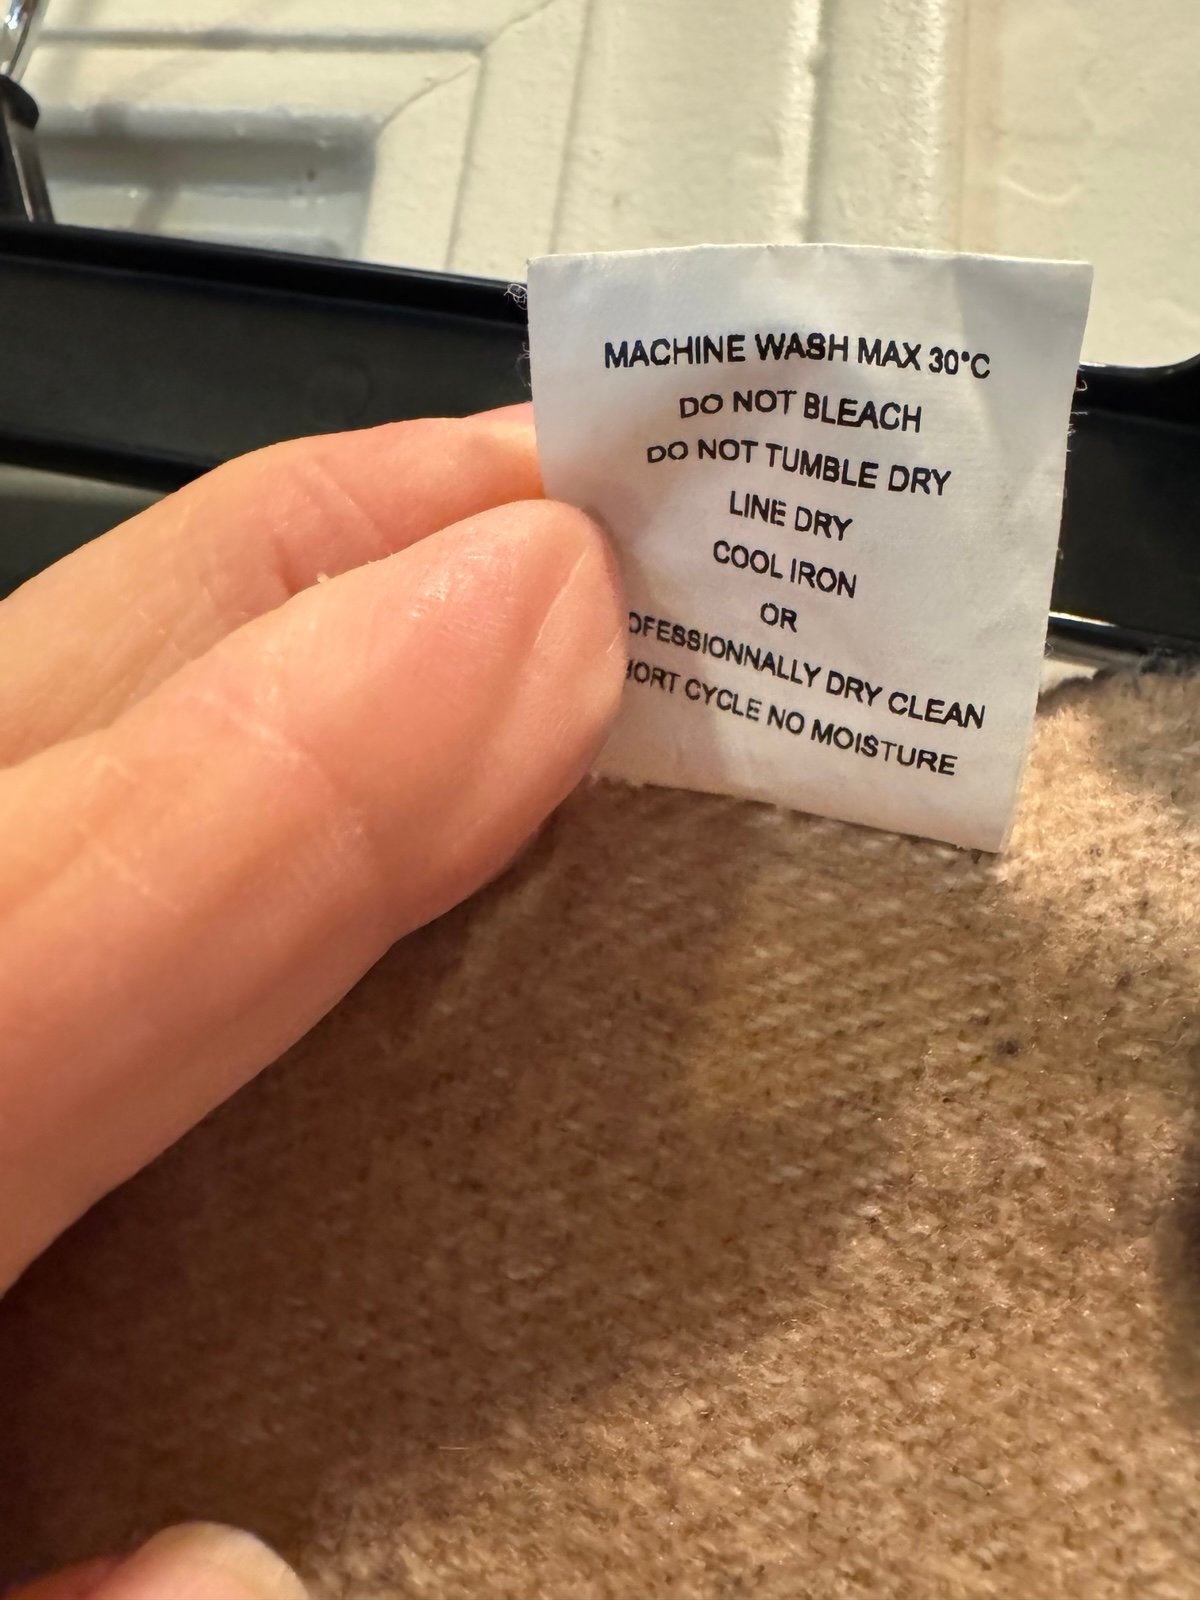 MACHINE WASH MAX 30°C
DO NOT BLEACH
DO NOT TUMBLE DRY
LINE DRY
COOL IRON
OR
OFESSIONNALLY DRY CLEAN
HORT CYCLE NO MOISTURE